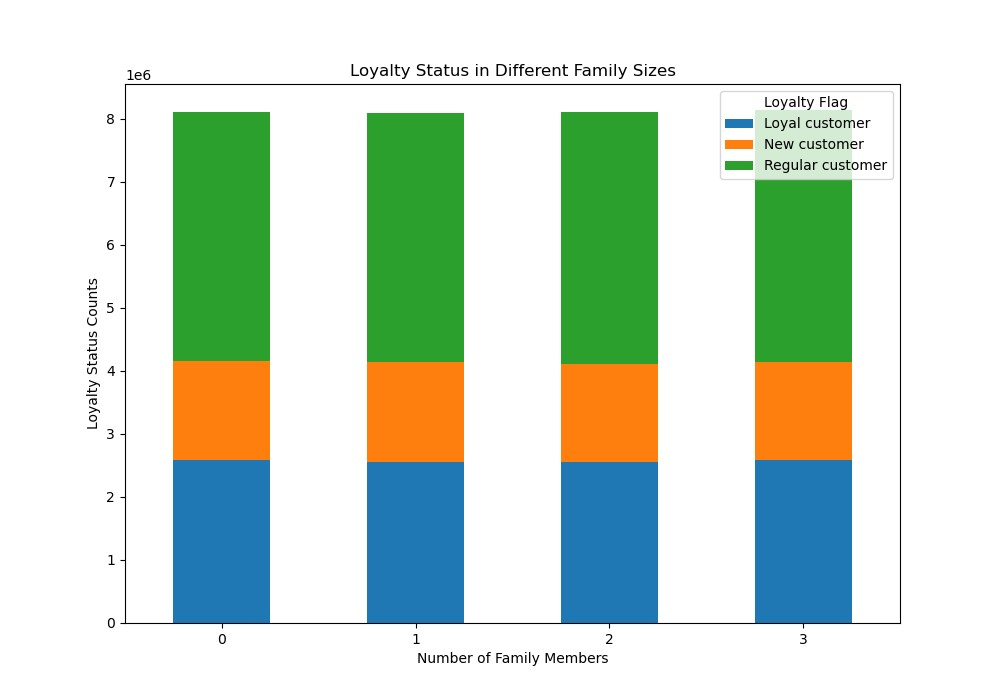 Loyalty Status in Different Family Sizes
1e6
Loyalty Flag
Loyal customer
New customer
Regular customer
8
7
6
5
4
3
2
1
0
Loyalty Status Counts
0 1 2 3
Number of Family Members